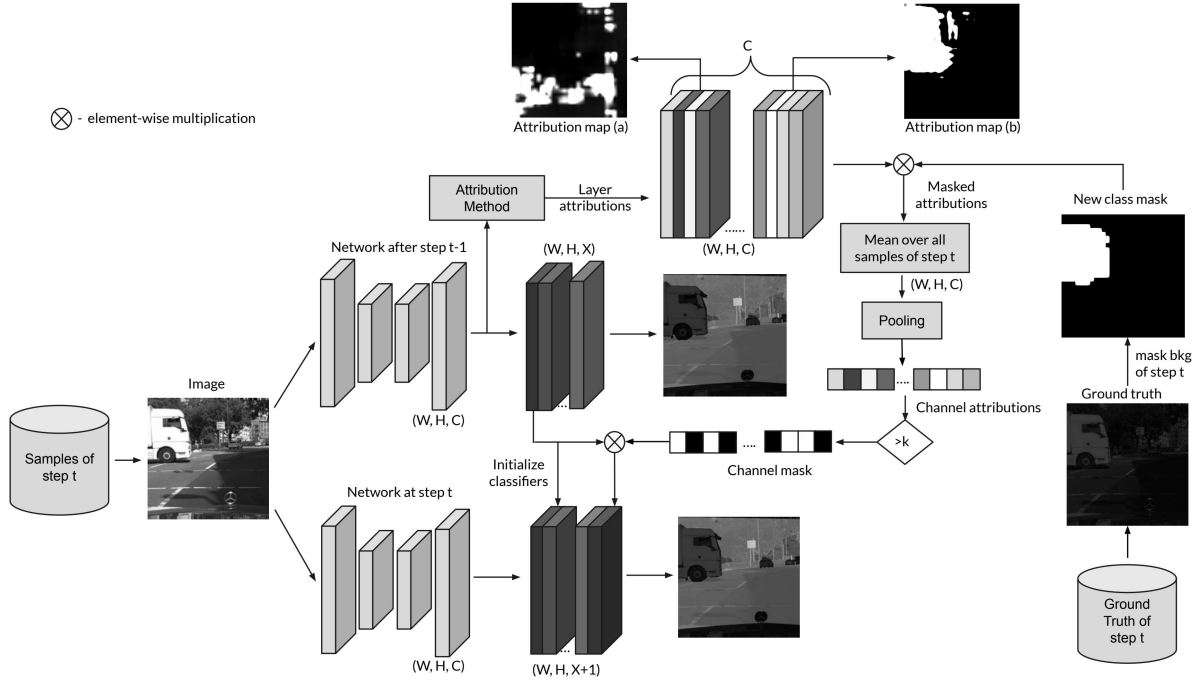 C
⊗ - element-wise multiplication
Attribution map (a)
Attribution map (b)
Attribution
Method
Layer
attributions
......
(W, H, C)
Masked
attributions
New class mask
Mean over all
samples of step t
(W, H, C)
Pooling
....
Channel attributions
>k
....
Channel mask
mask bkg
of step t
Ground truth
Ground
Truth of
step t
Network after step t-1
(W, H, X)
...
(W, H, C)
Image
Samples of
step t
Initialize
classifiers
Network at step t
(W, H, C)
...
(W, H, X+1)